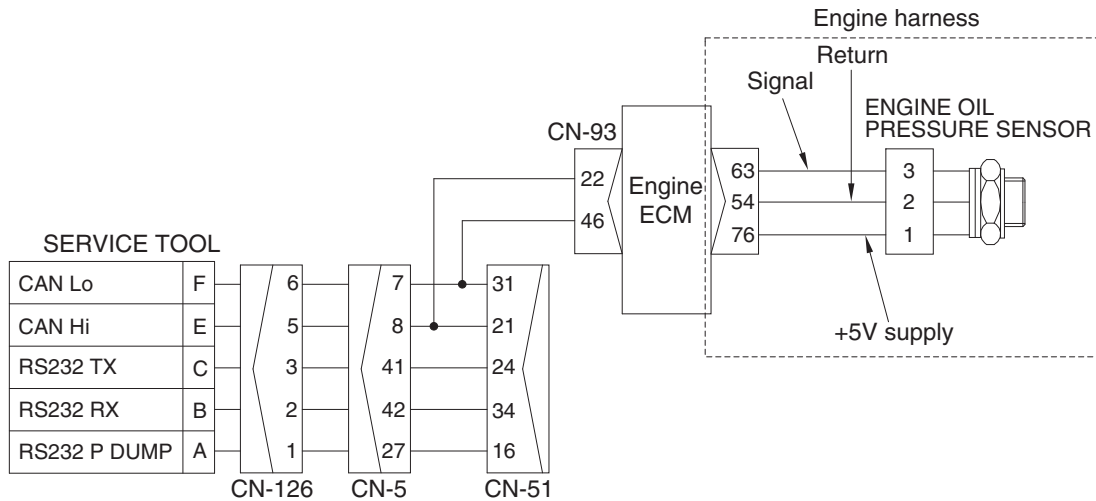 Engine harness
Return
Signal
ENGINE OIL
PRESSURE SENSOR
CN-93
22
46
Engine
ECM
63
54
76
3
2
1
+5V supply
SERVICE TOOL
CAN Lo F 6 7 31
CAN Hi E 5 8 21
RS232 TX C 3 41 24
RS232 RX B 2 42 34
RS232 P DUMP A 1 27 16
CN-126 CN-5 CN-51